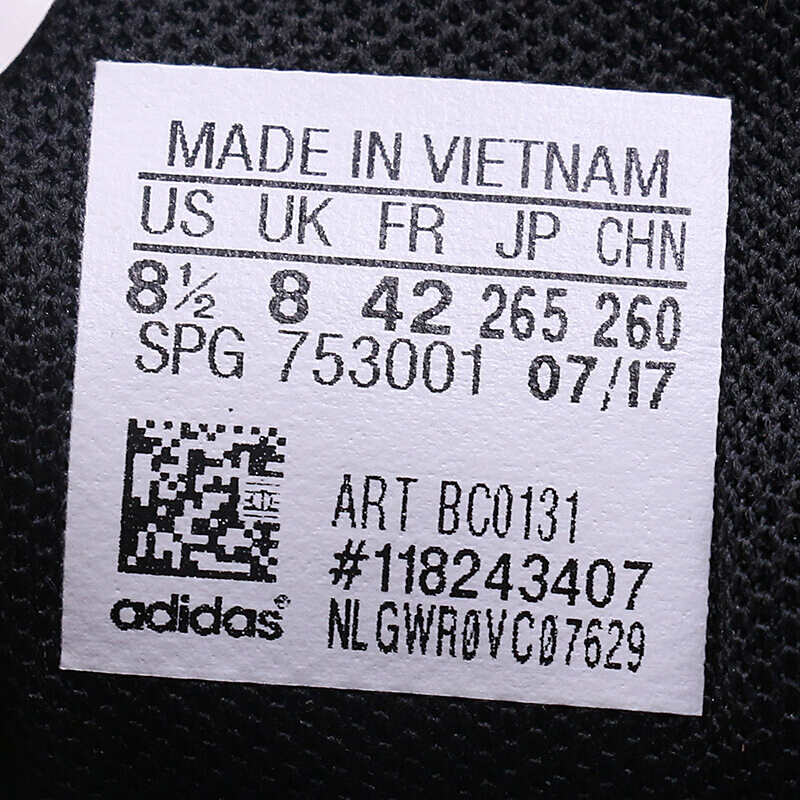 MADE IN VIETNAM
US UK FR JP CHN
8½ 8 42 265 260
SPG 753001 07/17
ART BC0131
#118243407
adidas®
NLGWR0VC07629